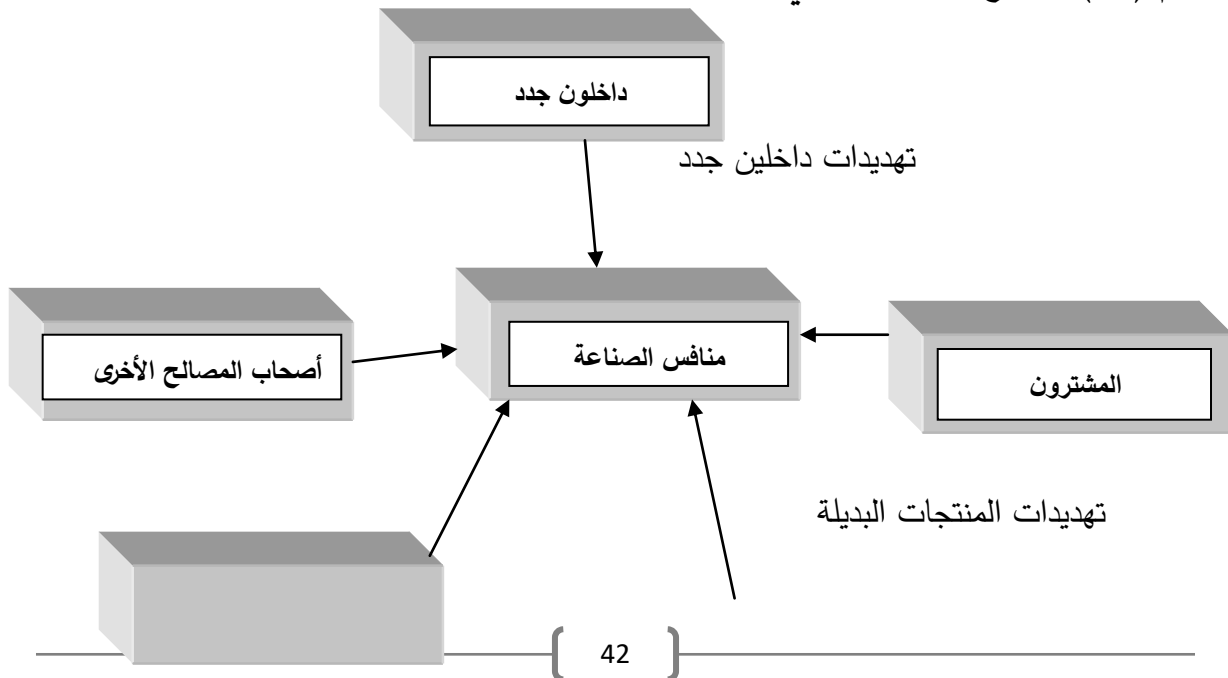 داخلون جدد
تهديدات داخلين جدد
منافس الصناعة
أصحاب المصالح الأخرى
المشترون
تهديدات المنتجات البديلة
42